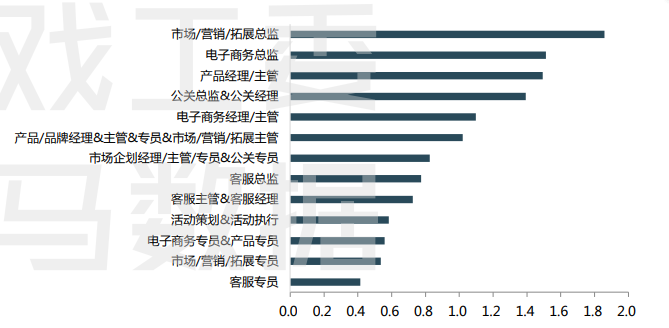 市场/营销/拓展总监
电子商务总监
产品经理/主管
公关总监&公关经理
电子商务经理/主管
产品/品牌经理&主管&专员&市场/营销/拓展主管
市场企划经理/主管/专员&公关专员
客服总监
客服主管&客服经理
活动策划&活动执行
电子商务专员&产品专员
市场/营销/拓展专员
客服专员
0.0 0.2 0.4 0.6 0.8 1.0 1.2 1.4 1.6 1.8 2.0
戏工委
马数据